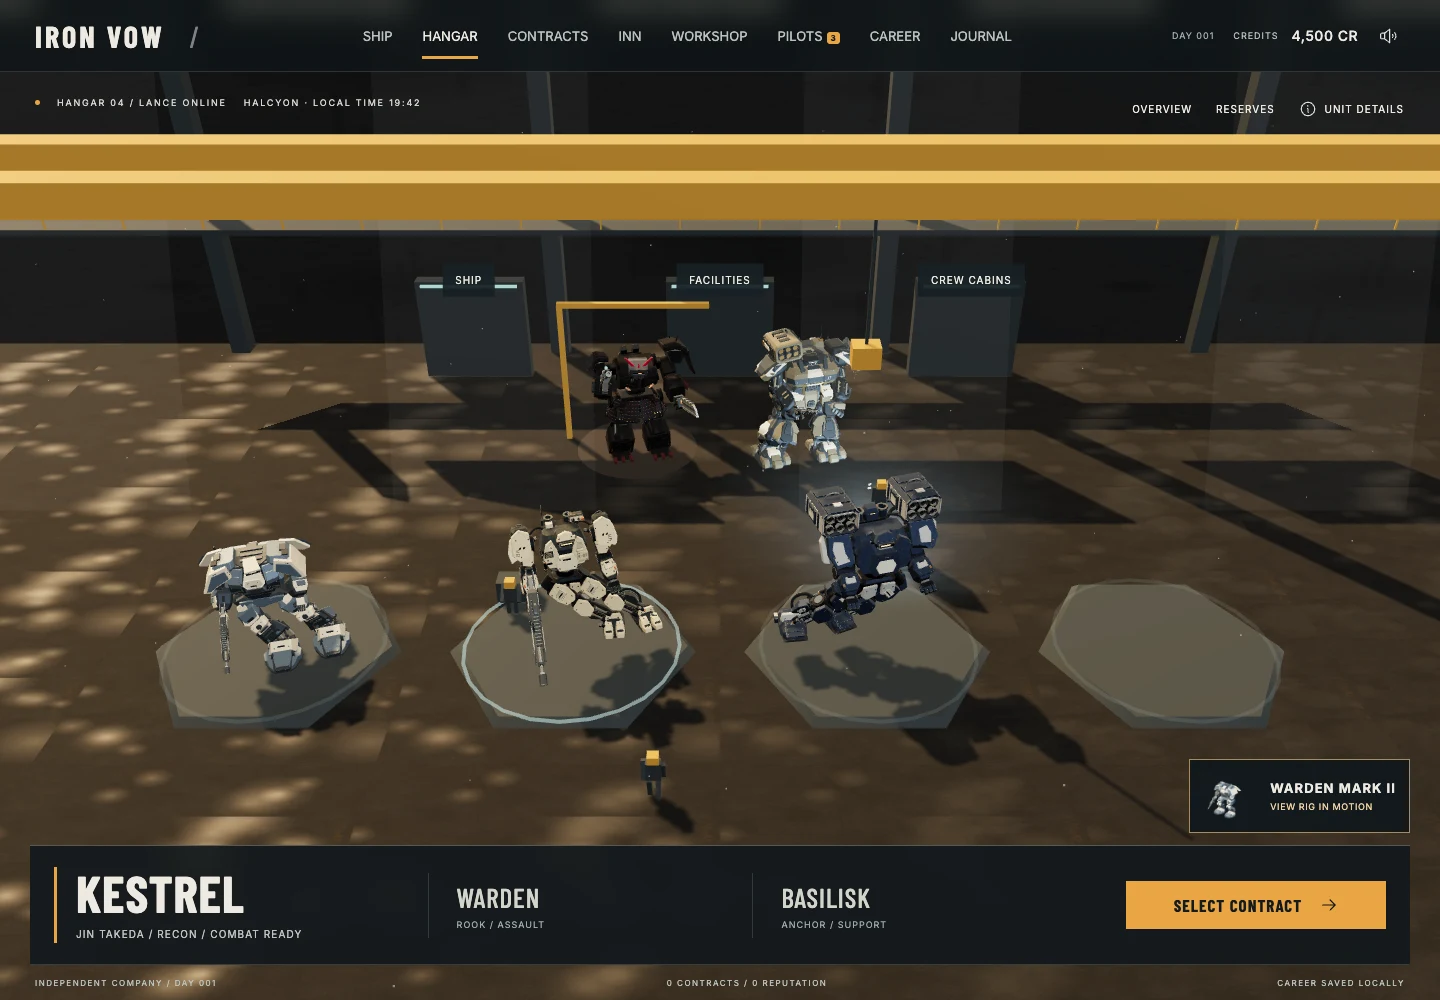 IRON VOW /
SHIP HANGAR CONTRACTS INN WORKSHOP PILOTS 3 CAREER JOURNAL
DAY 001 CREDITS 4,500 CR
HANGAR 04 / LANCE ONLINE HALCYON · LOCAL TIME 19:42
OVERVIEW RESERVES UNIT DETAILS
SHIP FACILITIES CREW CABINS
WARDEN MARK II
VIEW RIG IN MOTION
KESTREL
JIN TAKEDA / RECON / COMBAT READY
WARDEN
ROOK / ASSAULT
BASILISK
ANCHOR / SUPPORT
SELECT CONTRACT →
INDEPENDENT COMPANY / DAY 001
0 CONTRACTS / 0 REPUTATION
CAREER SAVED LOCALLY